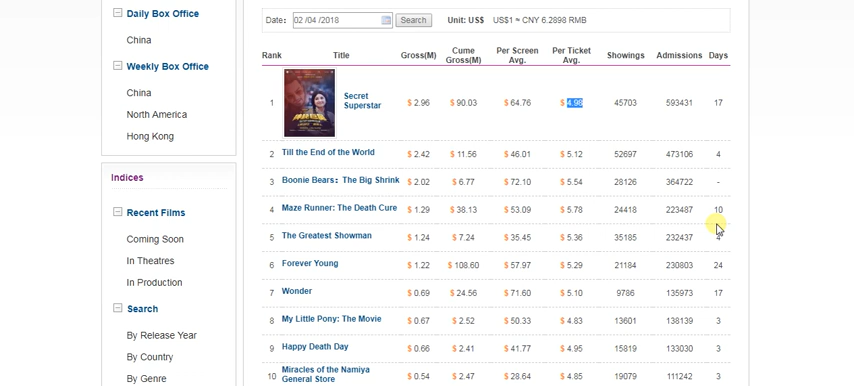 Daily Box Office
China
Weekly Box Office
China
North America
Hong Kong
Indices
Recent Films
Coming Soon
In Theatres
In Production
Search
By Release Year
By Country
By Genre
Date: 02 /04 /2018 Search Unit: US$ US$1 ≈ CNY 6.2898 RMB
Rank Title Gross(M) Cume Gross(M) Per Screen Avg. Per Ticket Avg. Showings Admissions Days
1 Secret Superstar $ 2.96 $ 90.03 $ 64.76 $ 4.98 45703 593431 17
2 Till the End of the World $ 2.42 $ 11.56 $ 46.01 $ 5.12 52697 473106 4
3 Boonie Bears: The Big Shrink $ 2.02 $ 6.77 $ 72.10 $ 5.54 28126 364722 -
4 Maze Runner: The Death Cure $ 1.29 $ 38.13 $ 53.09 $ 5.78 24418 223487 10
5 The Greatest Showman $ 1.24 $ 7.24 $ 35.45 $ 5.36 35185 232437 4
6 Forever Young $ 1.22 $ 108.60 $ 57.97 $ 5.29 21184 230803 24
7 Wonder $ 0.69 $ 24.56 $ 71.60 $ 5.10 9786 135973 17
8 My Little Pony: The Movie $ 0.67 $ 2.52 $ 50.33 $ 4.83 13601 138139 3
9 Happy Death Day $ 0.66 $ 2.41 $ 41.77 $ 4.95 15819 133030 3
10 Miracles of the Namiya General Store $ 0.54 $ 2.47 $ 28.64 $ 4.85 19079 111242 3